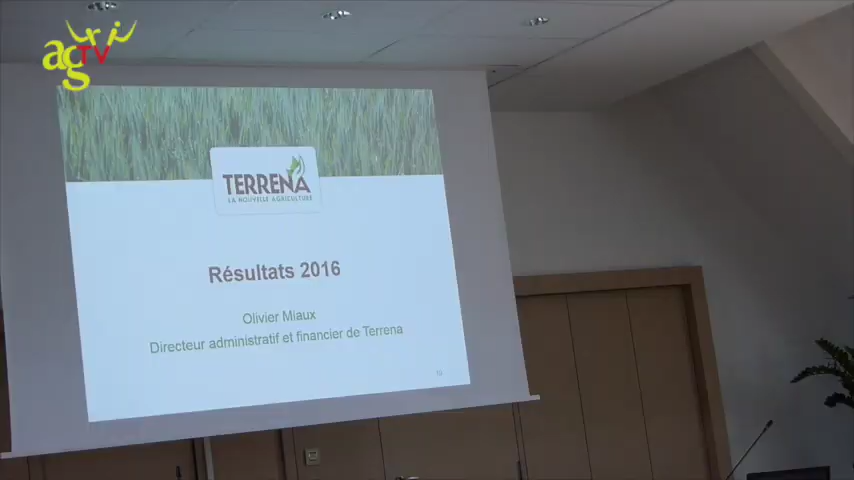 agri
TV
TERRENA
LA NOUVELLE AGRICULTURE
Résultats 2016
Olivier Miaux
Directeur administratif et financier de Terrena